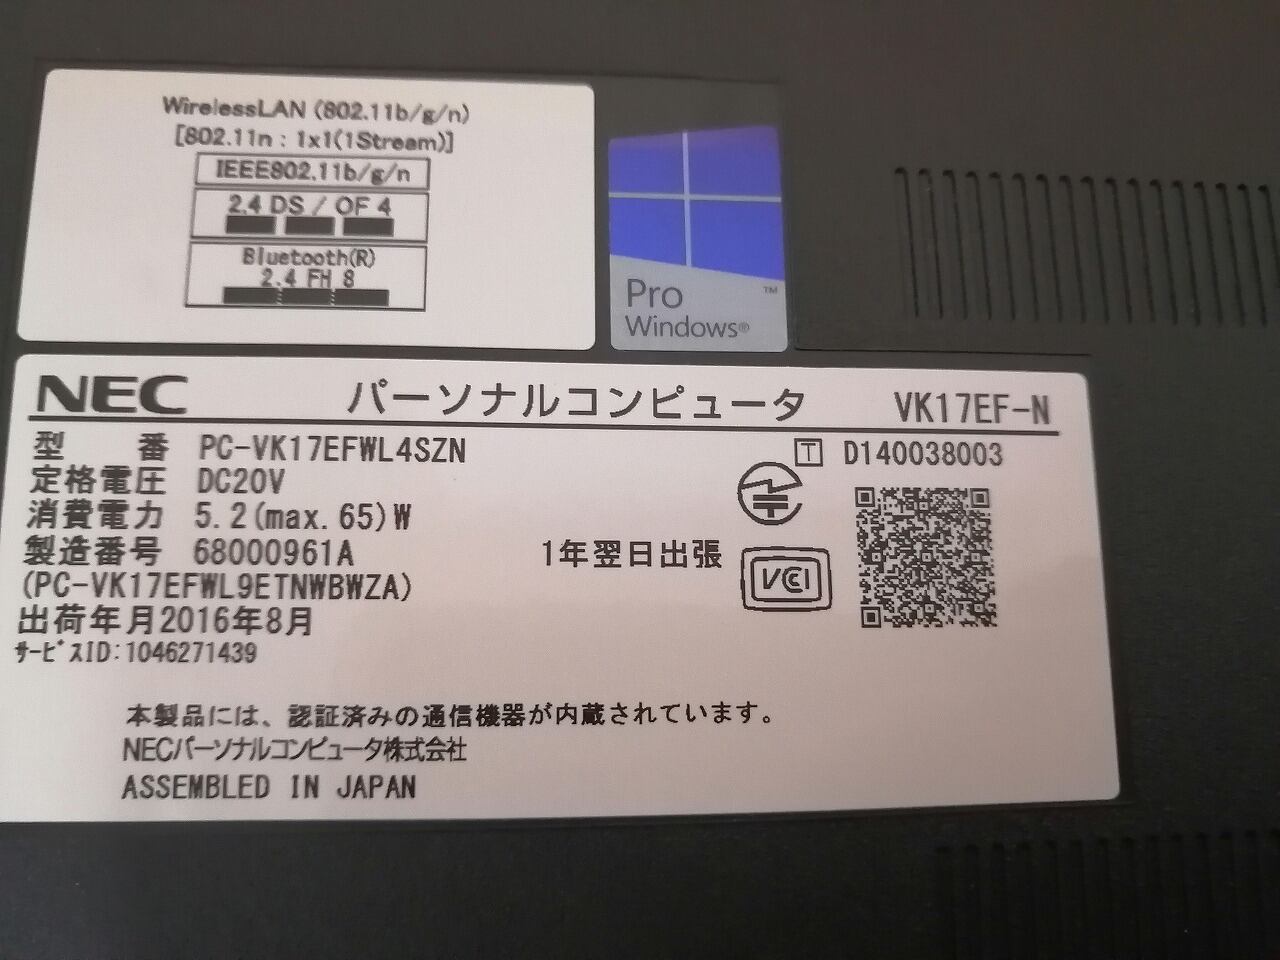 WirelessLAN (802.11b/g/n)
[802.11n : 1x1(1Stream)]
IEEE802.11b/g/n
2.4 DS / OF 4
Bluetooth(R)
2.4 FH 8
Pro ™
Windows®
NEC パーソナルコンピュータ VK17EF-N
型番 PC-VK17EFWL4SZN
T D140038003
定格電圧 DC20V
消費電力 5.2(max.65)W
製造番号 68000961A
1年翌日出張
VCCI
(PC-VK17EFWL9ETNWBWZA)
出荷年月2016年8月
ｻｰﾋﾞｽID:1046271439
本製品には、認証済みの通信機器が内蔵されています。
NECパーソナルコンピュータ株式会社
ASSEMBLED IN JAPAN